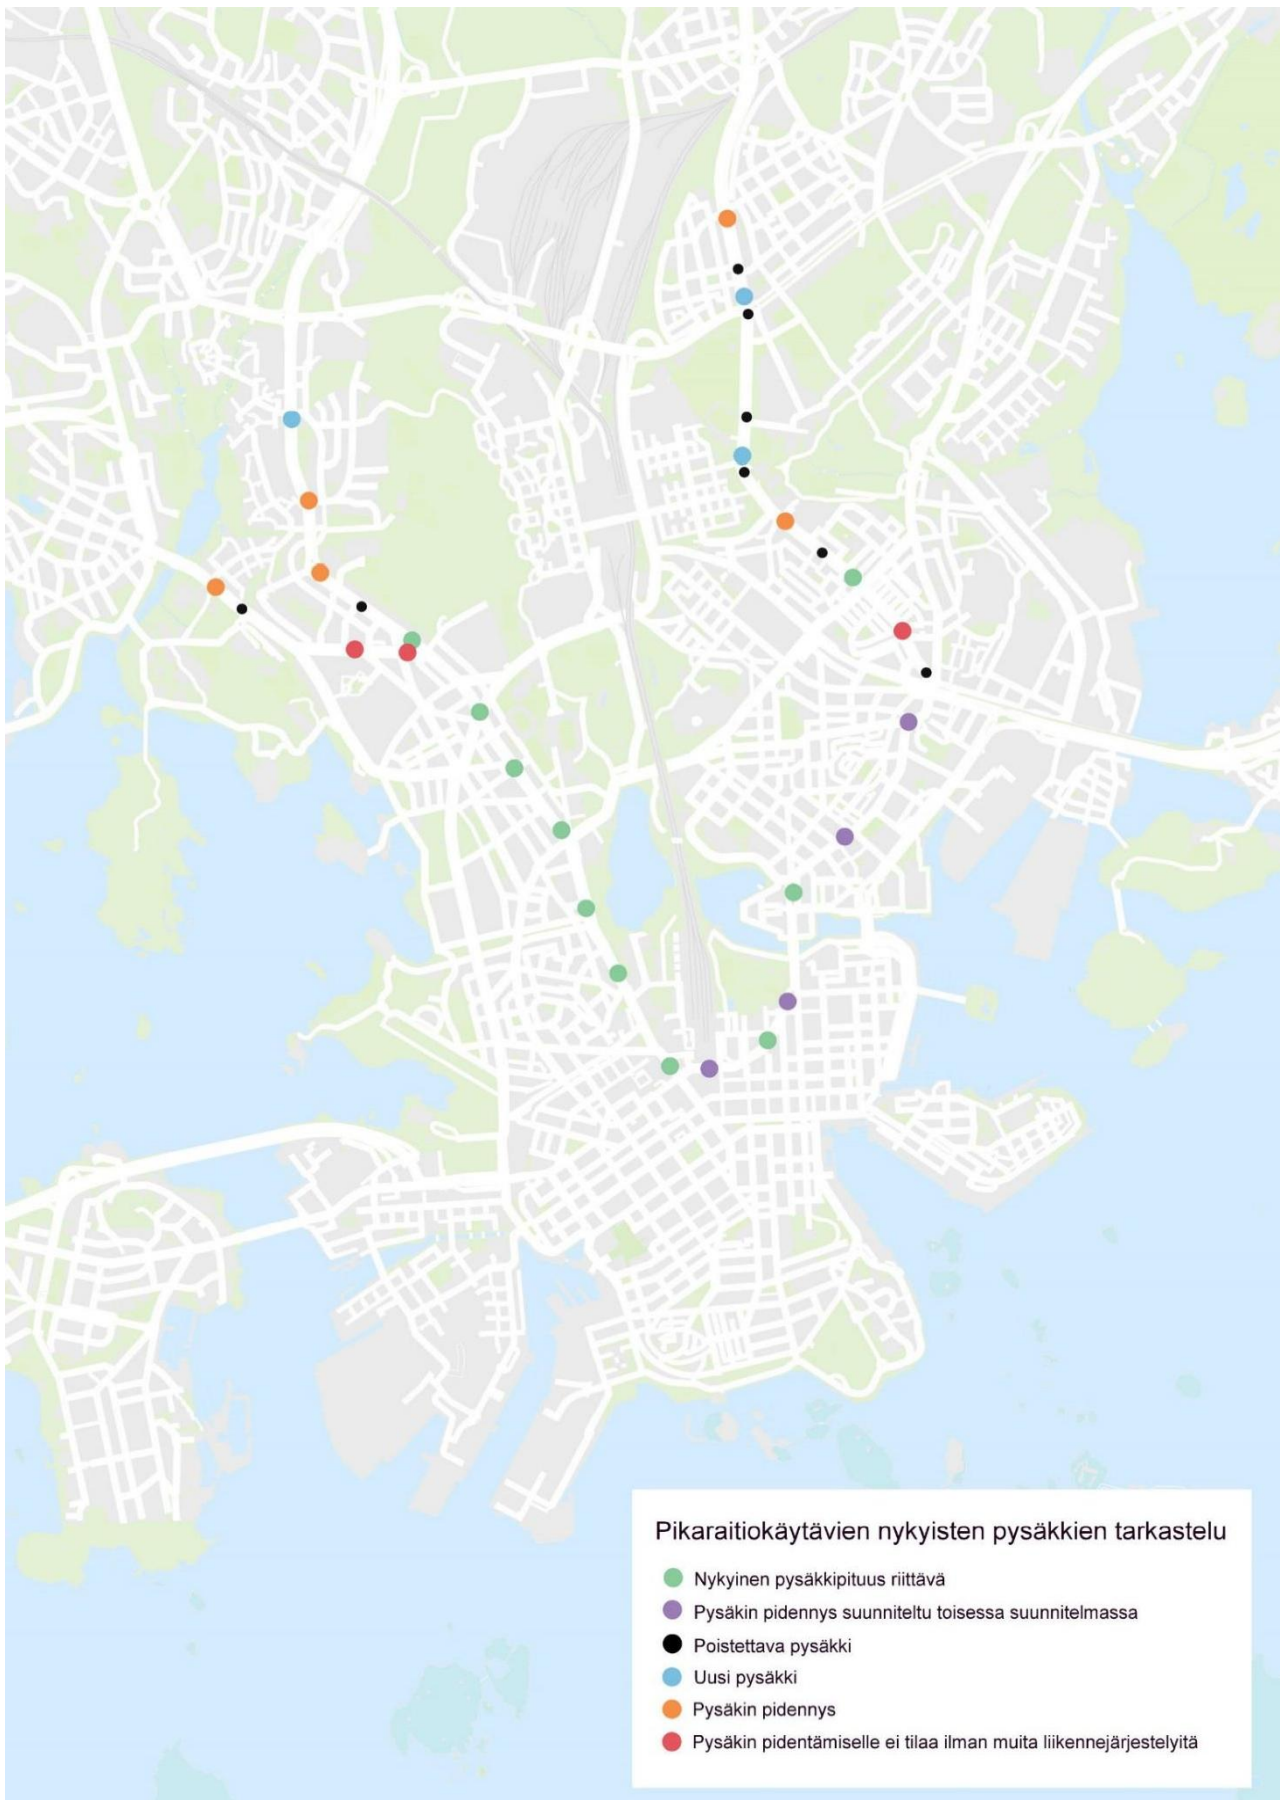 Pikaraitiokäytävien nykyisten pysäkkien tarkastelu
Nykyinen pysäkkipituus riittävä
Pysäkin pidennys suunniteltu toisessa suunnitelmassa
Poistettava pysäkki
Uusi pysäkki
Pysäkin pidennys
Pysäkin pidentämiselle ei tilaa ilman muita liikennejärjestelyitä